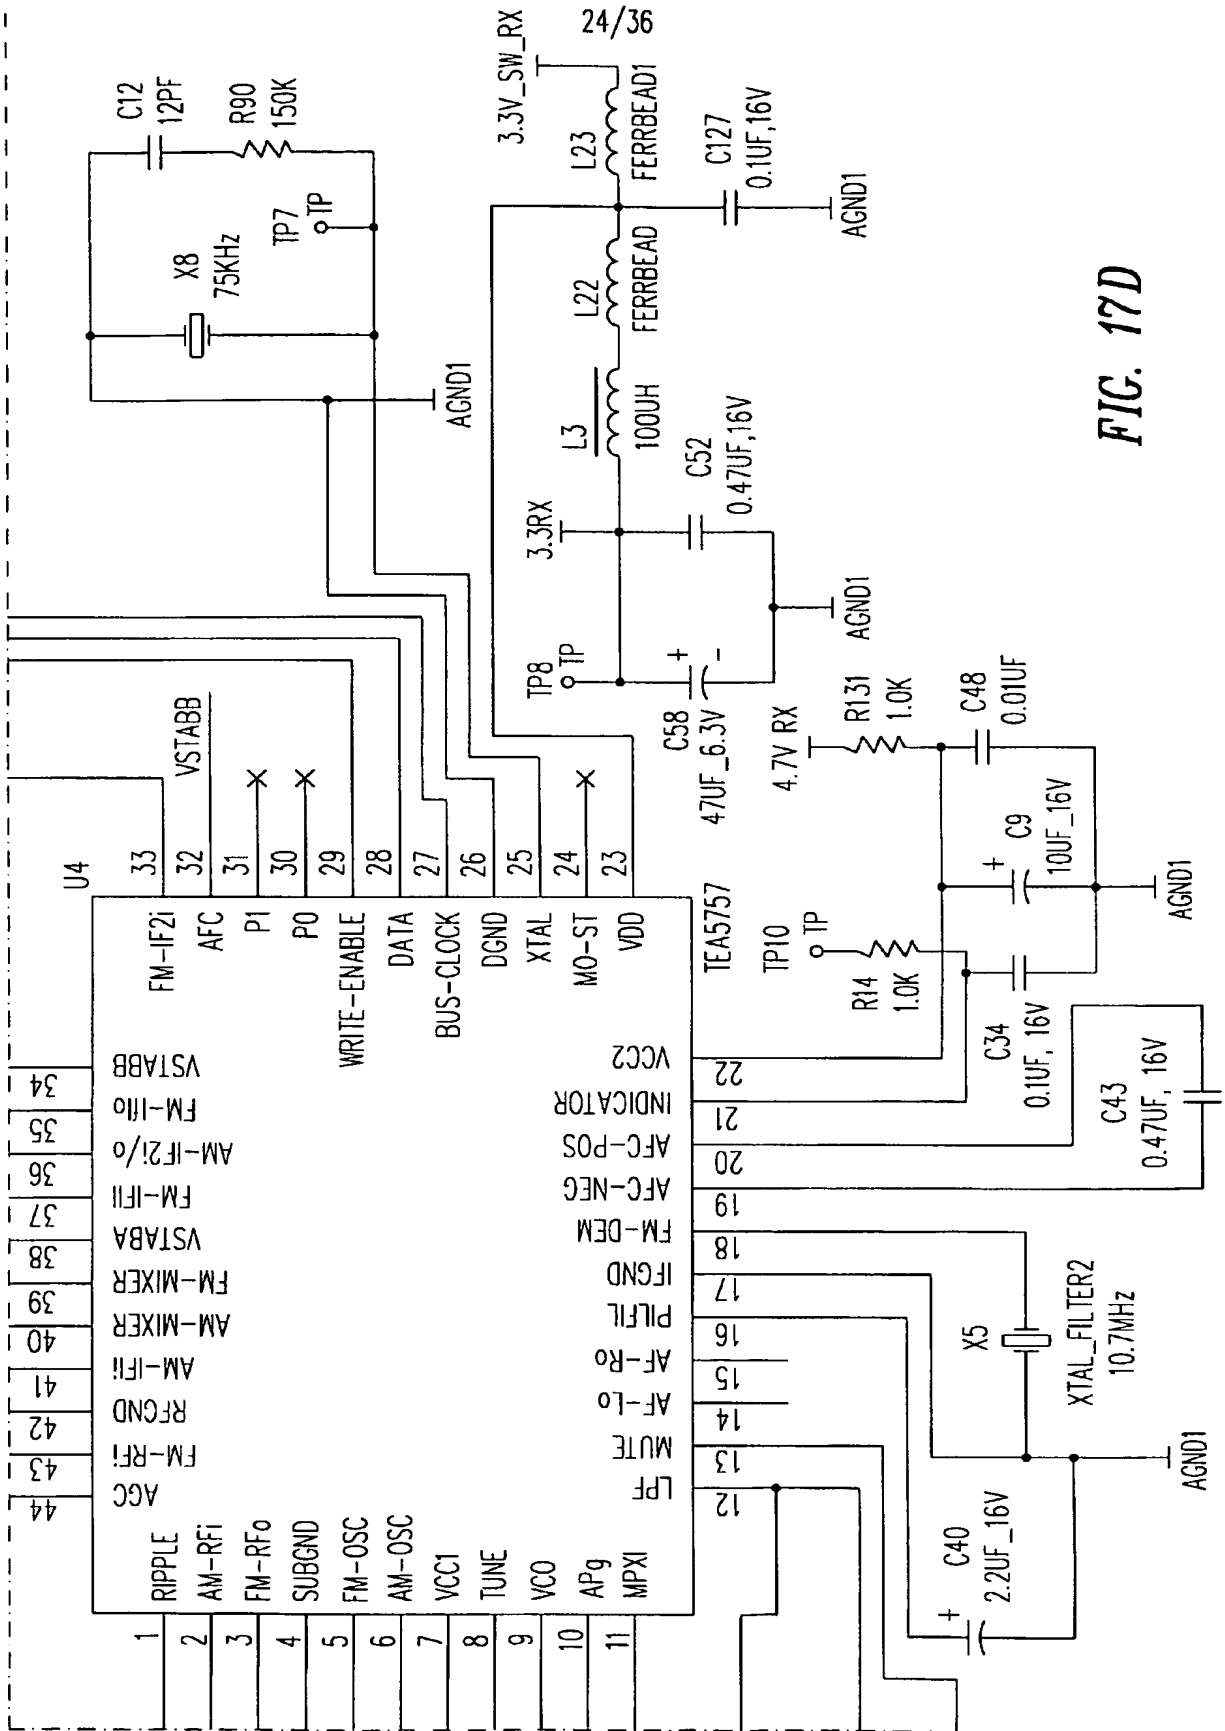 24/36
C12
12PF
R90
150K
X8
75KHz
TP7
TP
AGND1
3.3V_SW_RX
L23
FERRBEAD1
C127
0.1UF,16V
AGND1
L22
FERRBEAD
L3
100UH
3.3RX
C52
0.47UF,16V
TP8
TP
C58
47UF_6.3V
+
-
AGND1
VSTABB
U4
33
32
31
30
29
28
27
26
25
24
23
FM-IF2i
AFC
P1
P0
WRITE-ENABLE
DATA
BUS-CLOCK
DGND
XTAL
MO-ST
VDD
TEA5757
34
35
36
37
38
39
40
41
42
43
44
VSTABB
FM-IFIo
AM-IF2i/o
FM-IFII
VSTABA
FM-MIXER
AM-MIXER
AM-IFIi
RFGND
FM-RFi
AGC
RIPPLE
AM-RFi
FM-RFo
SUBGND
FM-OSC
AM-OSC
VCC1
TUNE
VCO
APg
MPXI
1
2
3
4
5
6
7
8
9
10
11
VCC2
INDICATOR
AFC-POS
AFC-NEG
FM-DEM
IFGND
PILFIL
AF-Ro
AF-Lo
MUTE
LPF
22
21
20
19
18
17
16
15
14
13
12
4.7V RX
R131
1.0K
C48
0.01UF
C9
10UF_16V
+
AGND1
TP10
TP
R14
1.0K
C34
0.1UF, 16V
C43
0.47UF, 16V
X5
XTAL_FILTER2
10.7MHz
AGND1
C40
2.2UF_16V
+
FIG. 17D